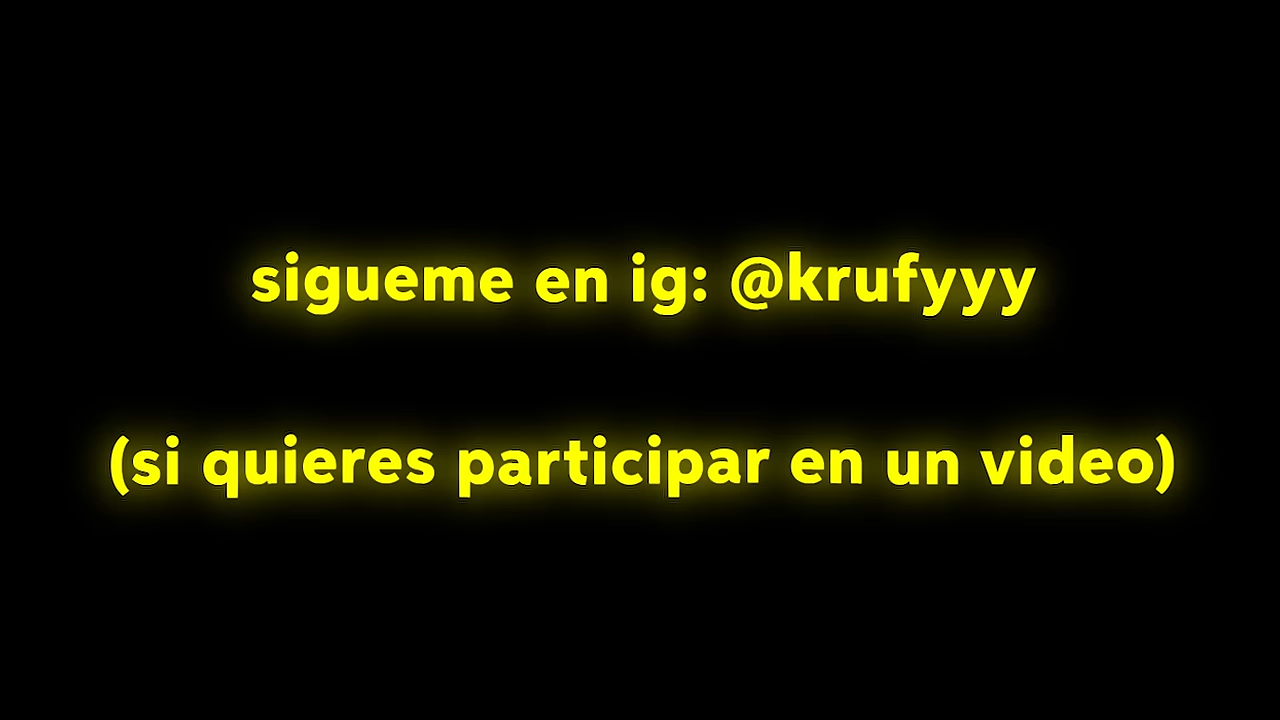 sigueme en ig: @krufyyy
(si quieres participar en un video)